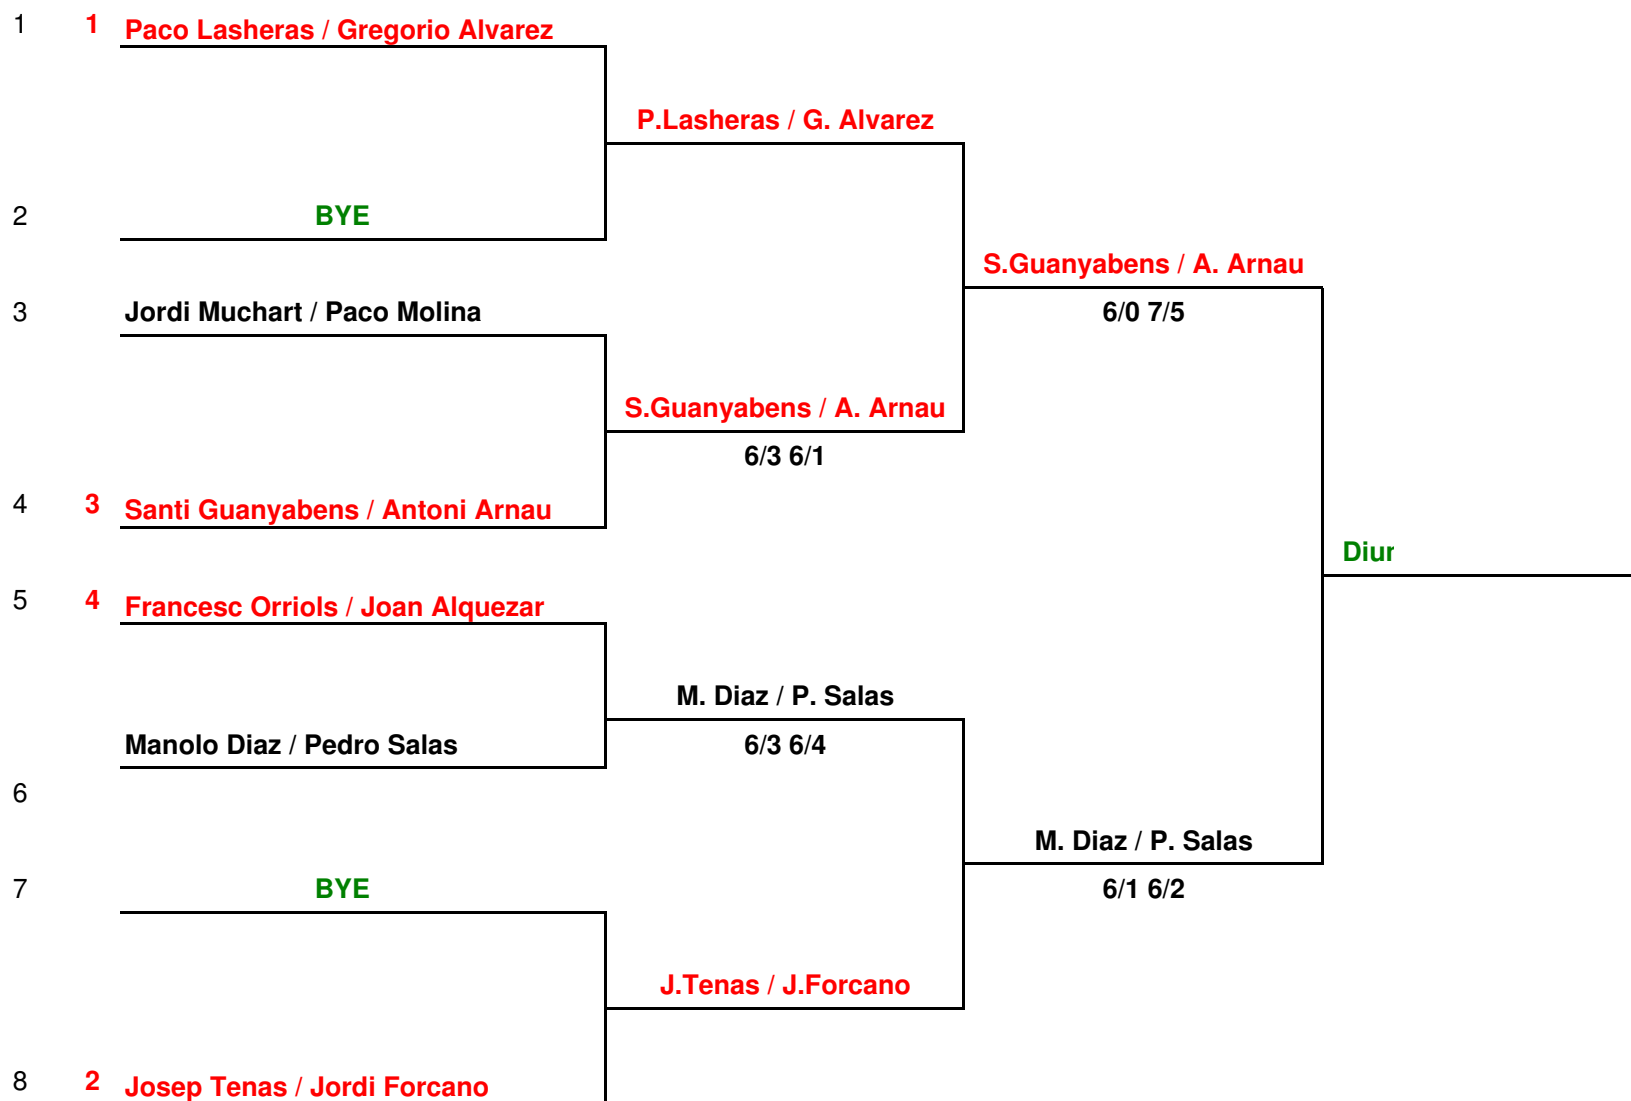 1 1 Paco Lasheras / Gregorio Alvarez
P.Lasheras / G. Alvarez
2 BYE
S.Guanyabens / A. Arnau
3 Jordi Muchart / Paco Molina
6/0 7/5
S.Guanyabens / A. Arnau
6/3 6/1
4 3 Santi Guanyabens / Antoni Arnau
5 4 Francesc Orriols / Joan Alquezar
M. Diaz / P. Salas
Manolo Diaz / Pedro Salas
6/3 6/4
6
M. Diaz / P. Salas
7 BYE
6/1 6/2
J.Tenas / J.Forcano
8 2 Josep Tenas / Jordi Forcano